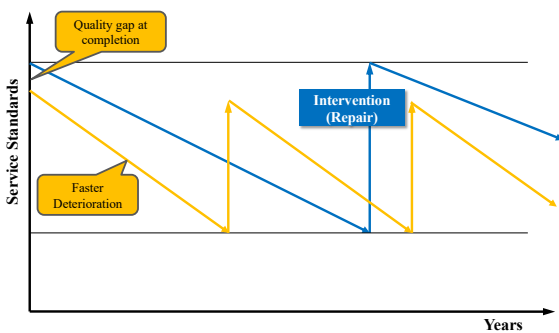 Quality gap at
completion
Intervention
(Repair)
Faster
Deterioration
Service Standards
Years